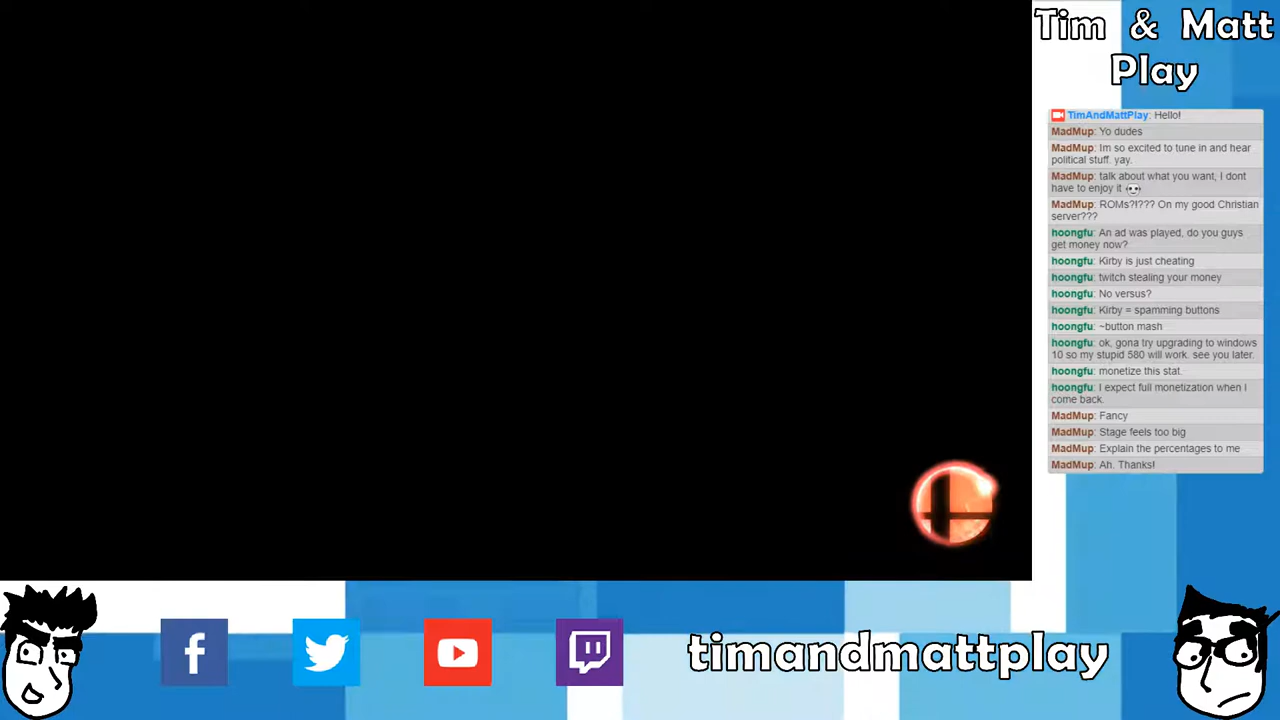 Tim & Matt
Play
TimAndMattPlay: Hello!
MadMup: Yo dudes
MadMup: Im so excited to tune in and hear
political stuff. yay.
MadMup: talk about what you want, I dont
have to enjoy it
MadMup: ROMs?!??? On my good Christian
server???
hoongfu: An ad was played, do you guys
get money now?
hoongfu: Kirby is just cheating
hoongfu: twitch stealing your money
hoongfu: No versus?
hoongfu: Kirby = spamming buttons
hoongfu: ~button mash
hoongfu: ok, gona try upgrading to windows
10 so my stupid 580 will work. see you later.
hoongfu: monetize this stat.
hoongfu: I expect full monetization when I
come back.
MadMup: Fancy
MadMup: Stage feels too big
MadMup: Explain the percentages to me
MadMup: Ah. Thanks!
timandmattplay